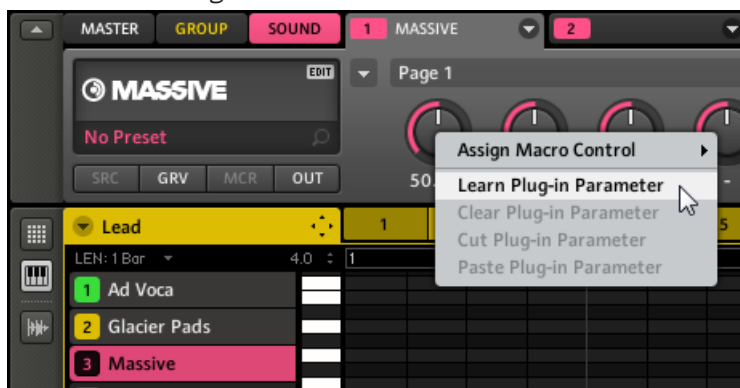 MASTER GROUP SOUND 1 MASSIVE 2
MASSIVE EDIT
Page 1
No Preset
Assign Macro Control
SRC GRV MCR OUT
50.
Learn Plug-in Parameter
Clear Plug-in Parameter
Cut Plug-in Parameter
Paste Plug-in Parameter
Lead 1 5
LEN: 1 Bar 4.0 1
1 Ad Voca
2 Glacier Pads
3 Massive